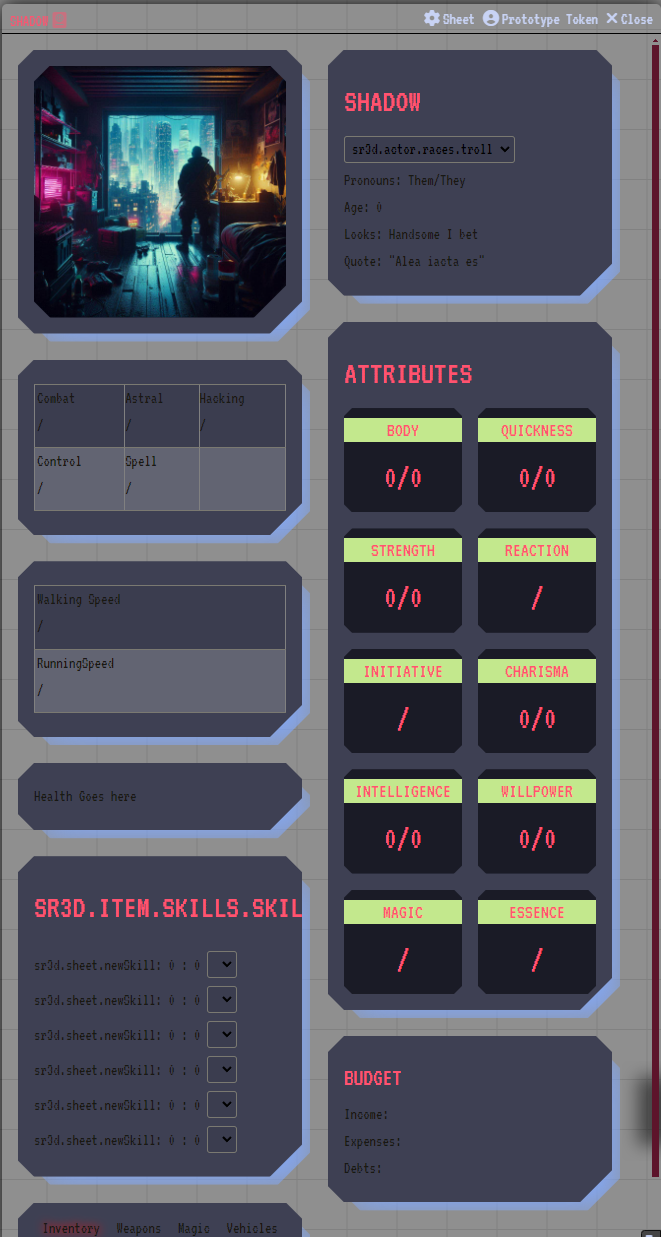 SHADOW
Sheet Prototype Token Close
SHADOW
sr3d.actor.races.troll
Pronouns: Them/They
Age: 0
Looks: Handsome I bet
Quote: "Alea iacta es"
Combat Astral Hacking
/ / /
Control Spell
/ /
Walking Speed
/
RunningSpeed
/
Health Goes here
SR3D.ITEM.SKILLS.SKIL
sr3d.sheet.newSkill: 0 : 0
sr3d.sheet.newSkill: 0 : 0
sr3d.sheet.newSkill: 0 : 0
sr3d.sheet.newSkill: 0 : 0
sr3d.sheet.newSkill: 0 : 0
sr3d.sheet.newSkill: 0 : 0
Inventory Weapons Magic Vehicles
ATTRIBUTES
BODY QUICKNESS
0/0 0/0
STRENGTH REACTION
0/0 /
INITIATIVE CHARISMA
/ 0/0
INTELLIGENCE WILLPOWER
0/0 0/0
MAGIC ESSENCE
/ /
BUDGET
Income:
Expenses:
Debts: